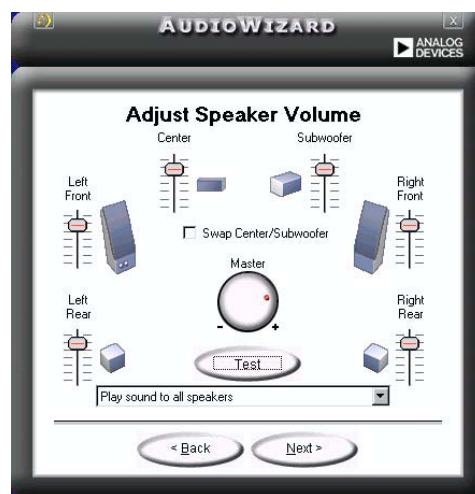 AUDIOWIZARD
X
ANALOG
DEVICES
Adjust Speaker Volume
Center
Subwoofer
Left
Front
Right
Front
Swap Center/Subwoofer
Master
Left
Rear
Right
Rear
- +
Test
Play sound to all speakers
< Back
Next >